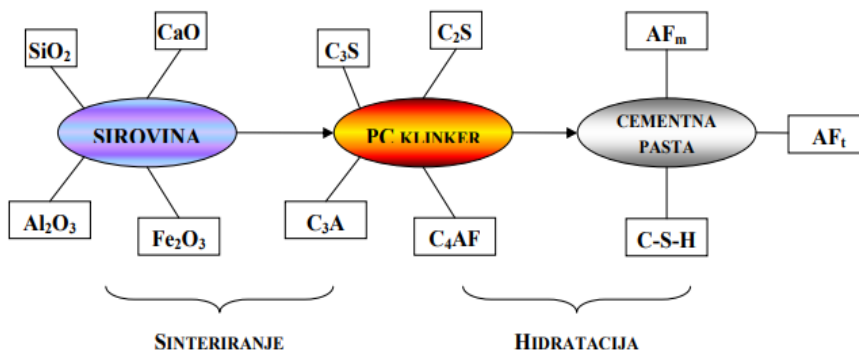 SiO₂
CaO
C₃S
C₂S
AFₘ
SIROVINA
PC KLINKER
CEMENTNA
PASTA
AFₜ
Al₂O₃
Fe₂O₃
C₃A
C₄AF
C-S-H
SINTERIRANJE
HIDRATACIJA